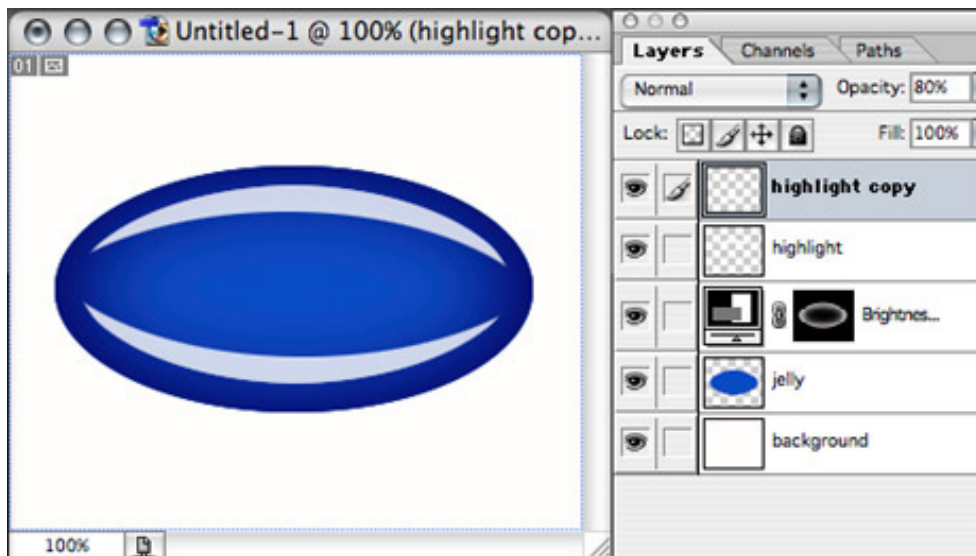 Untitled-1 @ 100% (highlight cop...
01
100%
Layers Channels Paths
Normal Opacity: 80%
Lock: Fill: 100%
highlight copy
highlight
Brightnes...
jelly
background